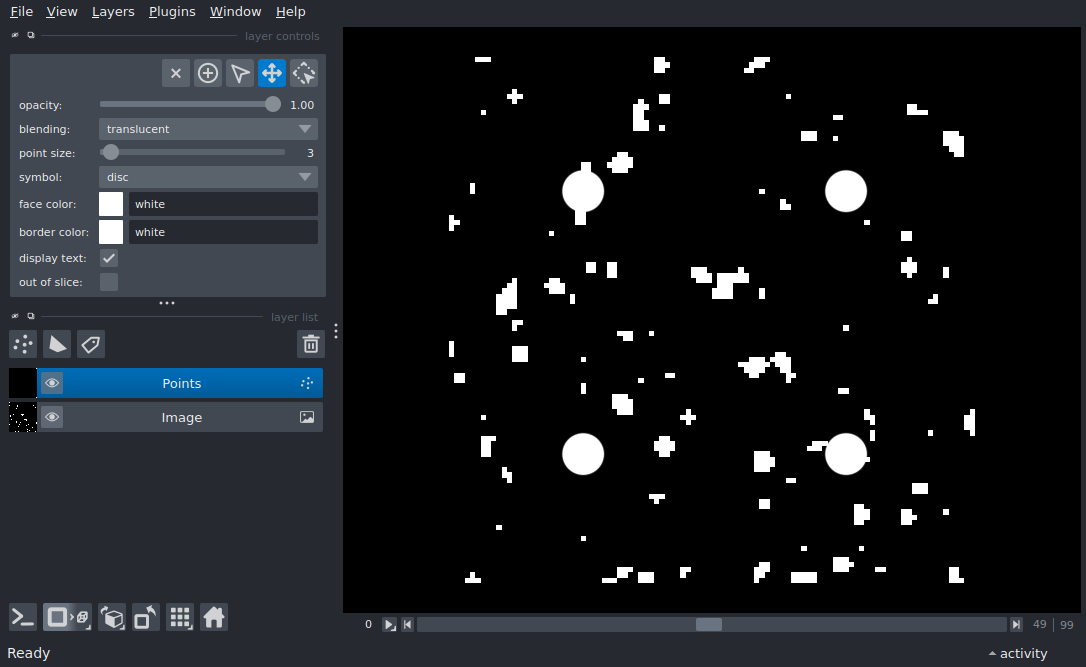 File View Layers Plugins Window Help
layer controls
opacity: 1.00
blending: translucent
point size: 3
symbol: disc
face color: white
border color: white
display text:
out of slice:
layer list
Points
Image
0 49 99
Ready activity